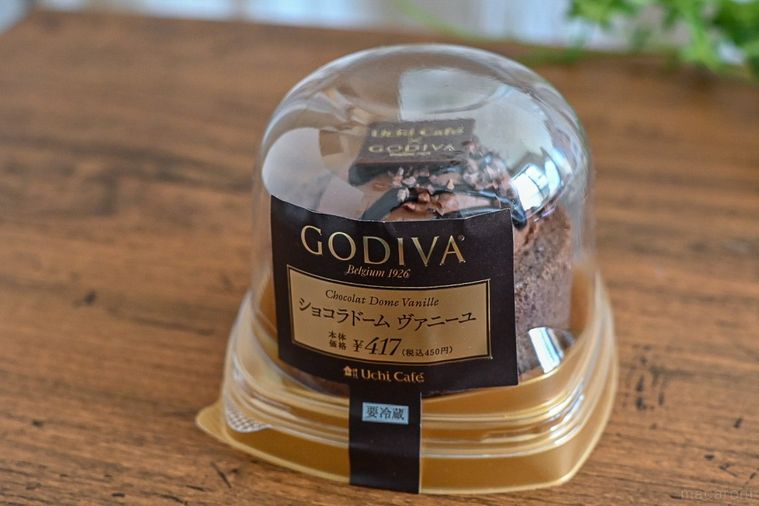 Uchi Café
×
GODIVA
GODIVA®
Belgium 1926
Chocolat Dome Vanille
ショコラドーム ヴァニーユ
本体
価格 ¥417(税込450円)
Uchi Café
要冷蔵
macaroni